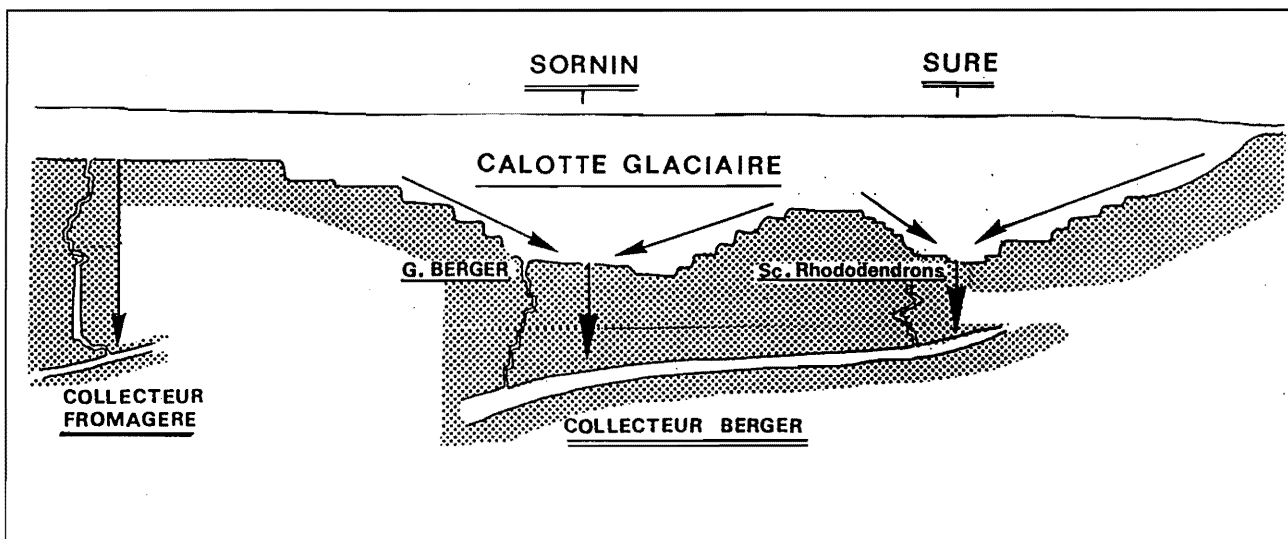 SORNIN
SURE
CALOTTE GLACIAIRE
G. BERGER
Sc. Rhododendrons
COLLECTEUR
FROMAGERE
COLLECTEUR BERGER